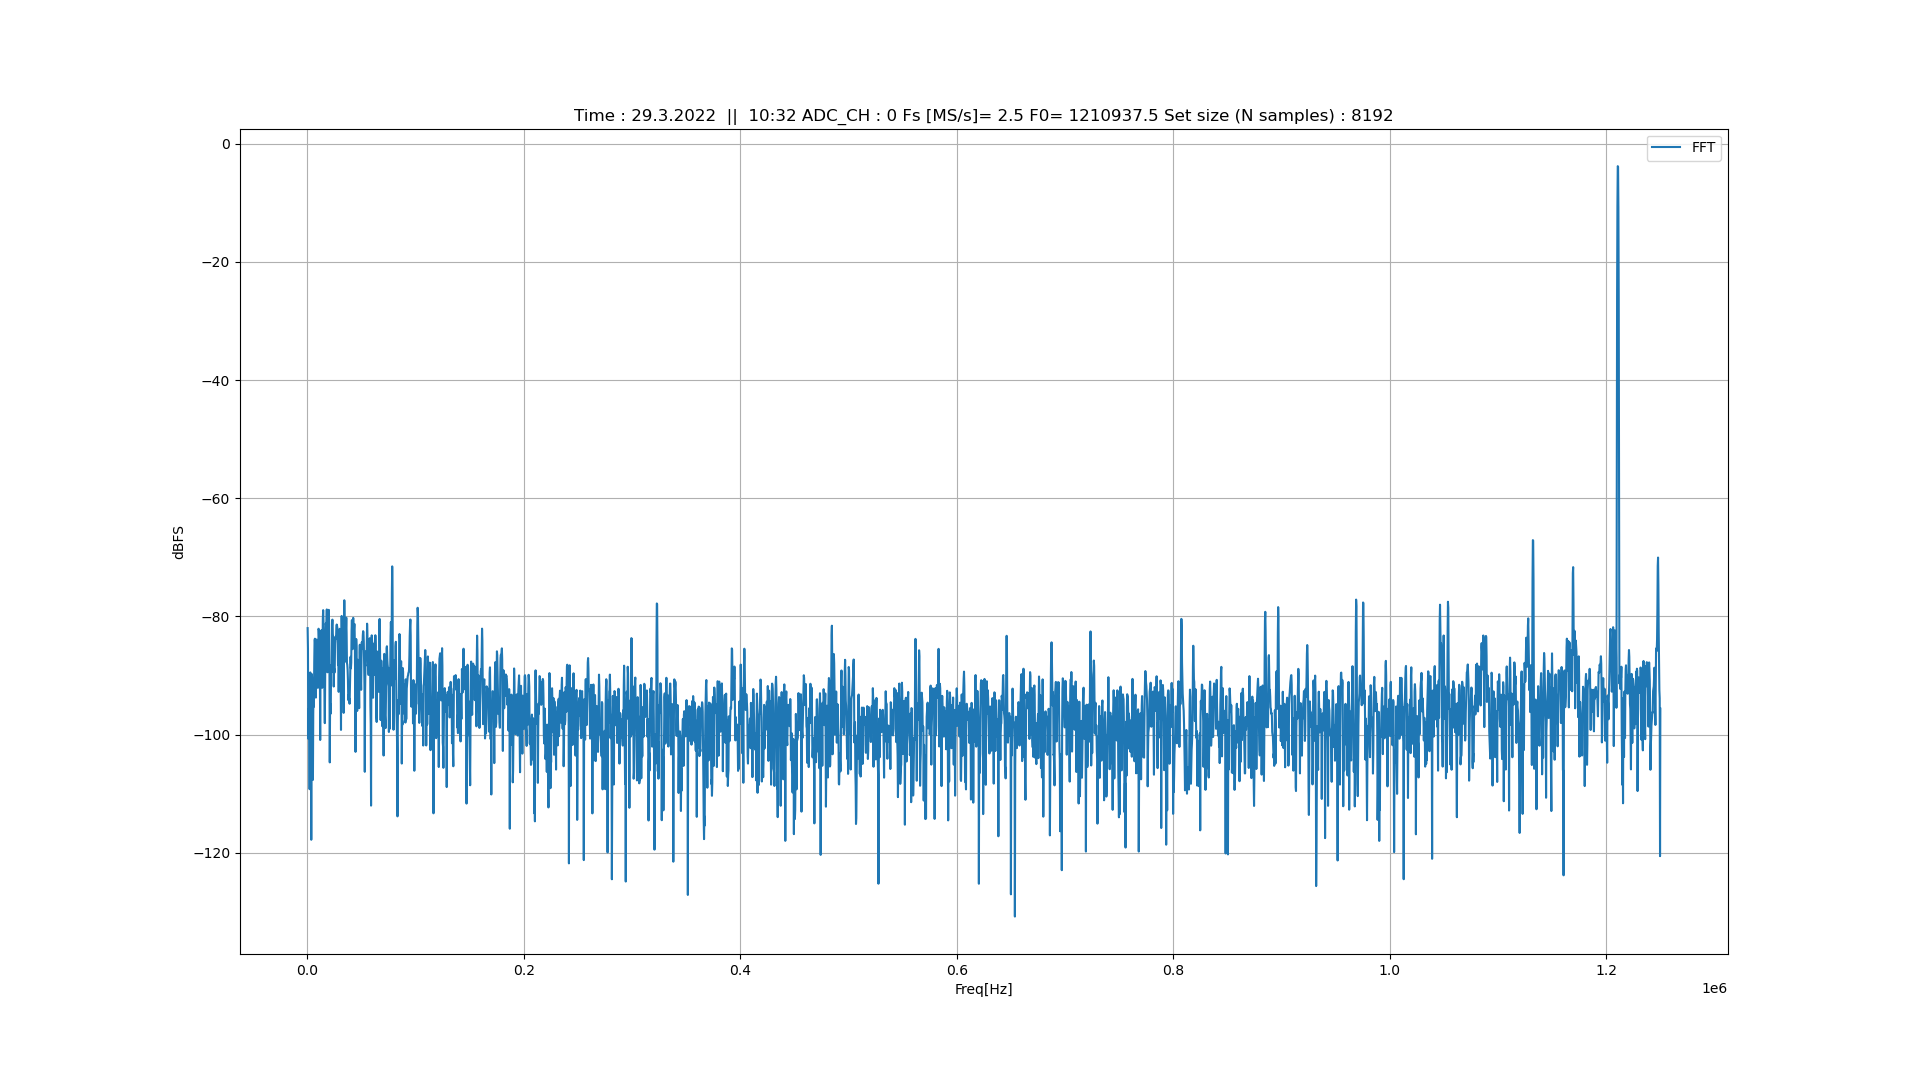 Time : 29.3.2022  ||  10:32 ADC_CH : 0 Fs [MS/s]= 2.5 F0= 1210937.5 Set size (N samples) : 8192
FFT
0
−20
−40
−60
−80
−100
−120
dBFS
0.0 0.2 0.4 0.6 0.8 1.0 1.2
Freq[Hz]
1e6